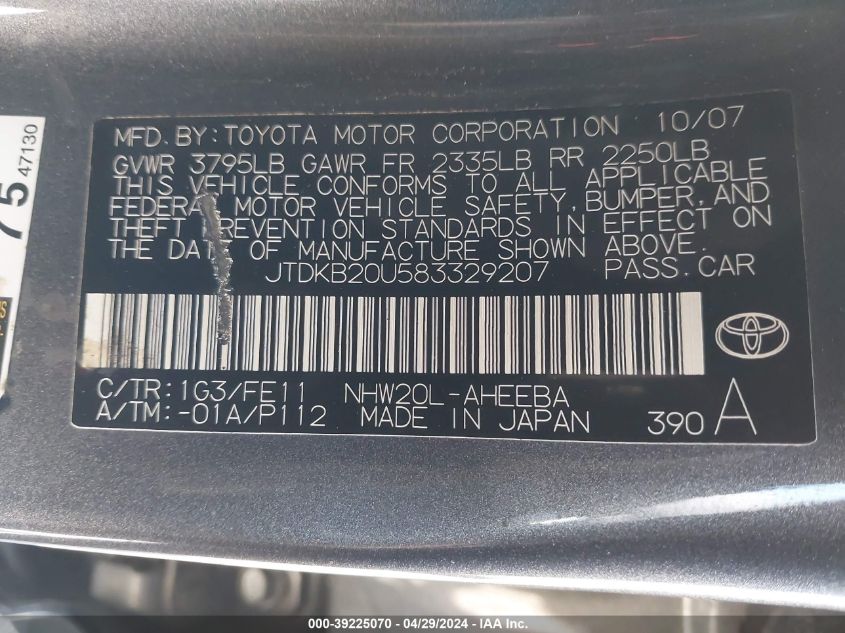 MFD. BY: TOYOTA MOTOR CORPORATION 10/07
GVWR 3795LB GAWR FR 2335LB RR 2250LB
THIS VEHICLE CONFORMS TO ALL APPLICABLE
FEDERAL MOTOR VEHICLE SAFETY, BUMPER, AND
THEFT PREVENTION STANDARDS IN EFFECT ON
THE DATE OF MANUFACTURE SHOWN ABOVE.
JTDKB20U583329207 PASS. CAR
C/TR: 1G3/FE11 NHW20L-AHEEBA
A/TM: -01A/P112 MADE IN JAPAN 390 A
75
47130
000-39225070 - 04/29/2024 - IAA Inc.